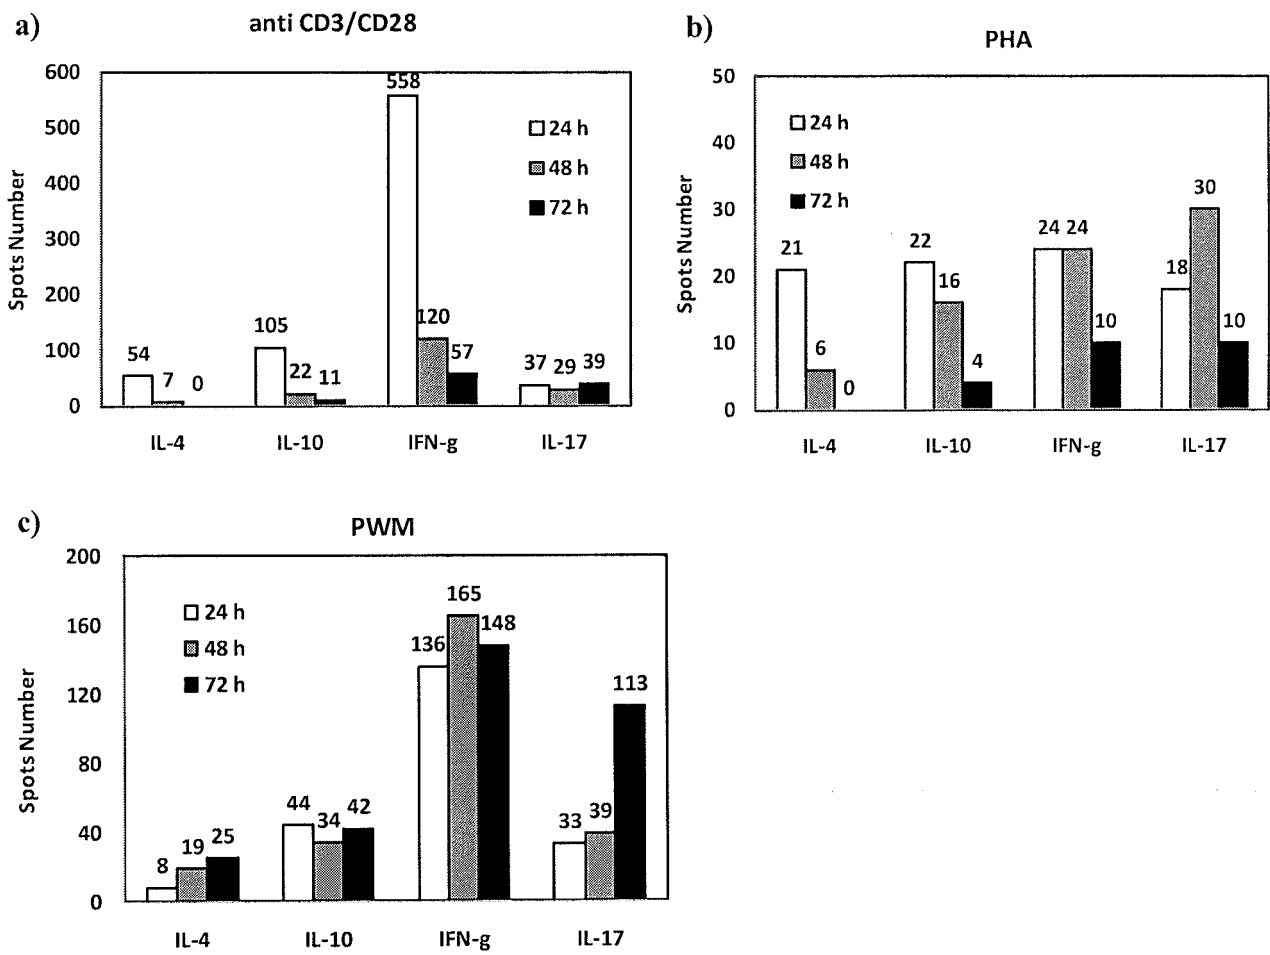 a)
anti CD3/CD28
600
500
400
300
200
100
0
Spots Number
24 h
48 h
72 h
54
7
0
105
22
11
558
120
57
37
29
39
IL-4
IL-10
IFN-g
IL-17
b)
PHA
50
40
30
20
10
0
Spots Number
24 h
48 h
72 h
21
6
0
22
16
4
24
24
10
18
30
10
IL-4
IL-10
IFN-g
IL-17
c)
PWM
200
160
120
80
40
0
Spots Number
24 h
48 h
72 h
8
19
25
44
34
42
136
165
148
33
39
113
IL-4
IL-10
IFN-g
IL-17